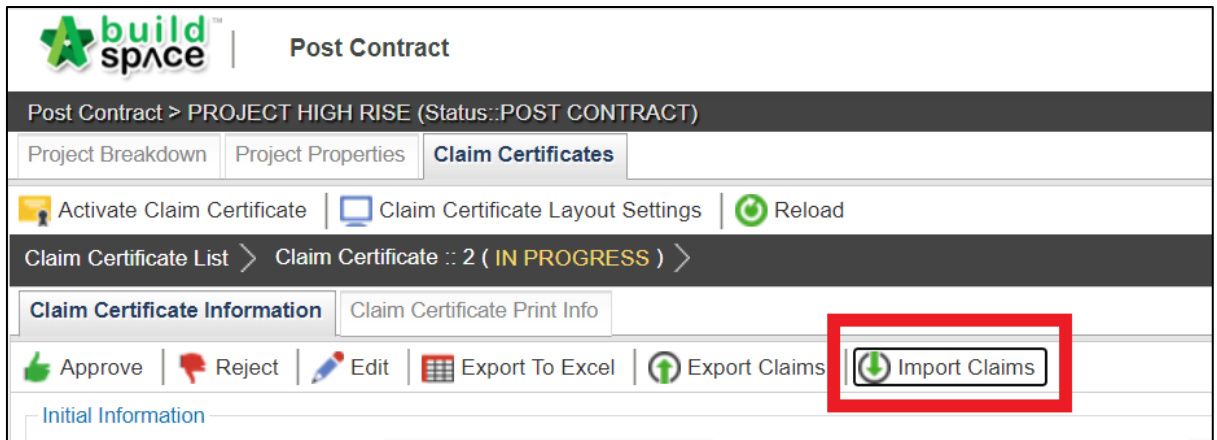 build™
spʌce
Post Contract
Post Contract > PROJECT HIGH RISE (Status::POST CONTRACT)
Project Breakdown Project Properties Claim Certificates
Activate Claim Certificate Claim Certificate Layout Settings Reload
Claim Certificate List Claim Certificate :: 2 ( IN PROGRESS )
Claim Certificate Information Claim Certificate Print Info
Approve Reject Edit Export To Excel Export Claims Import Claims
Initial Information